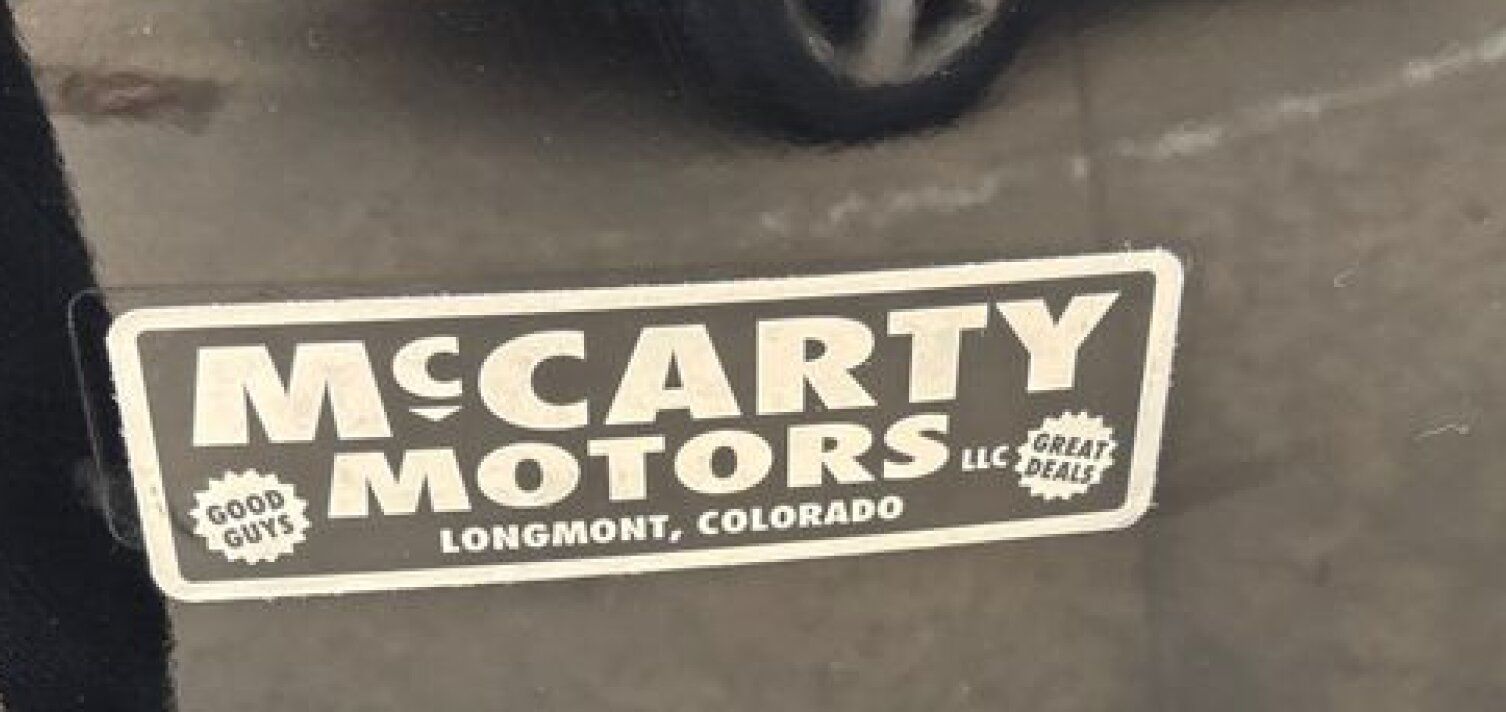 McCARTY
MOTORS LLC
GOOD
GUYS
GREAT
DEALS
LONGMONT, COLORADO